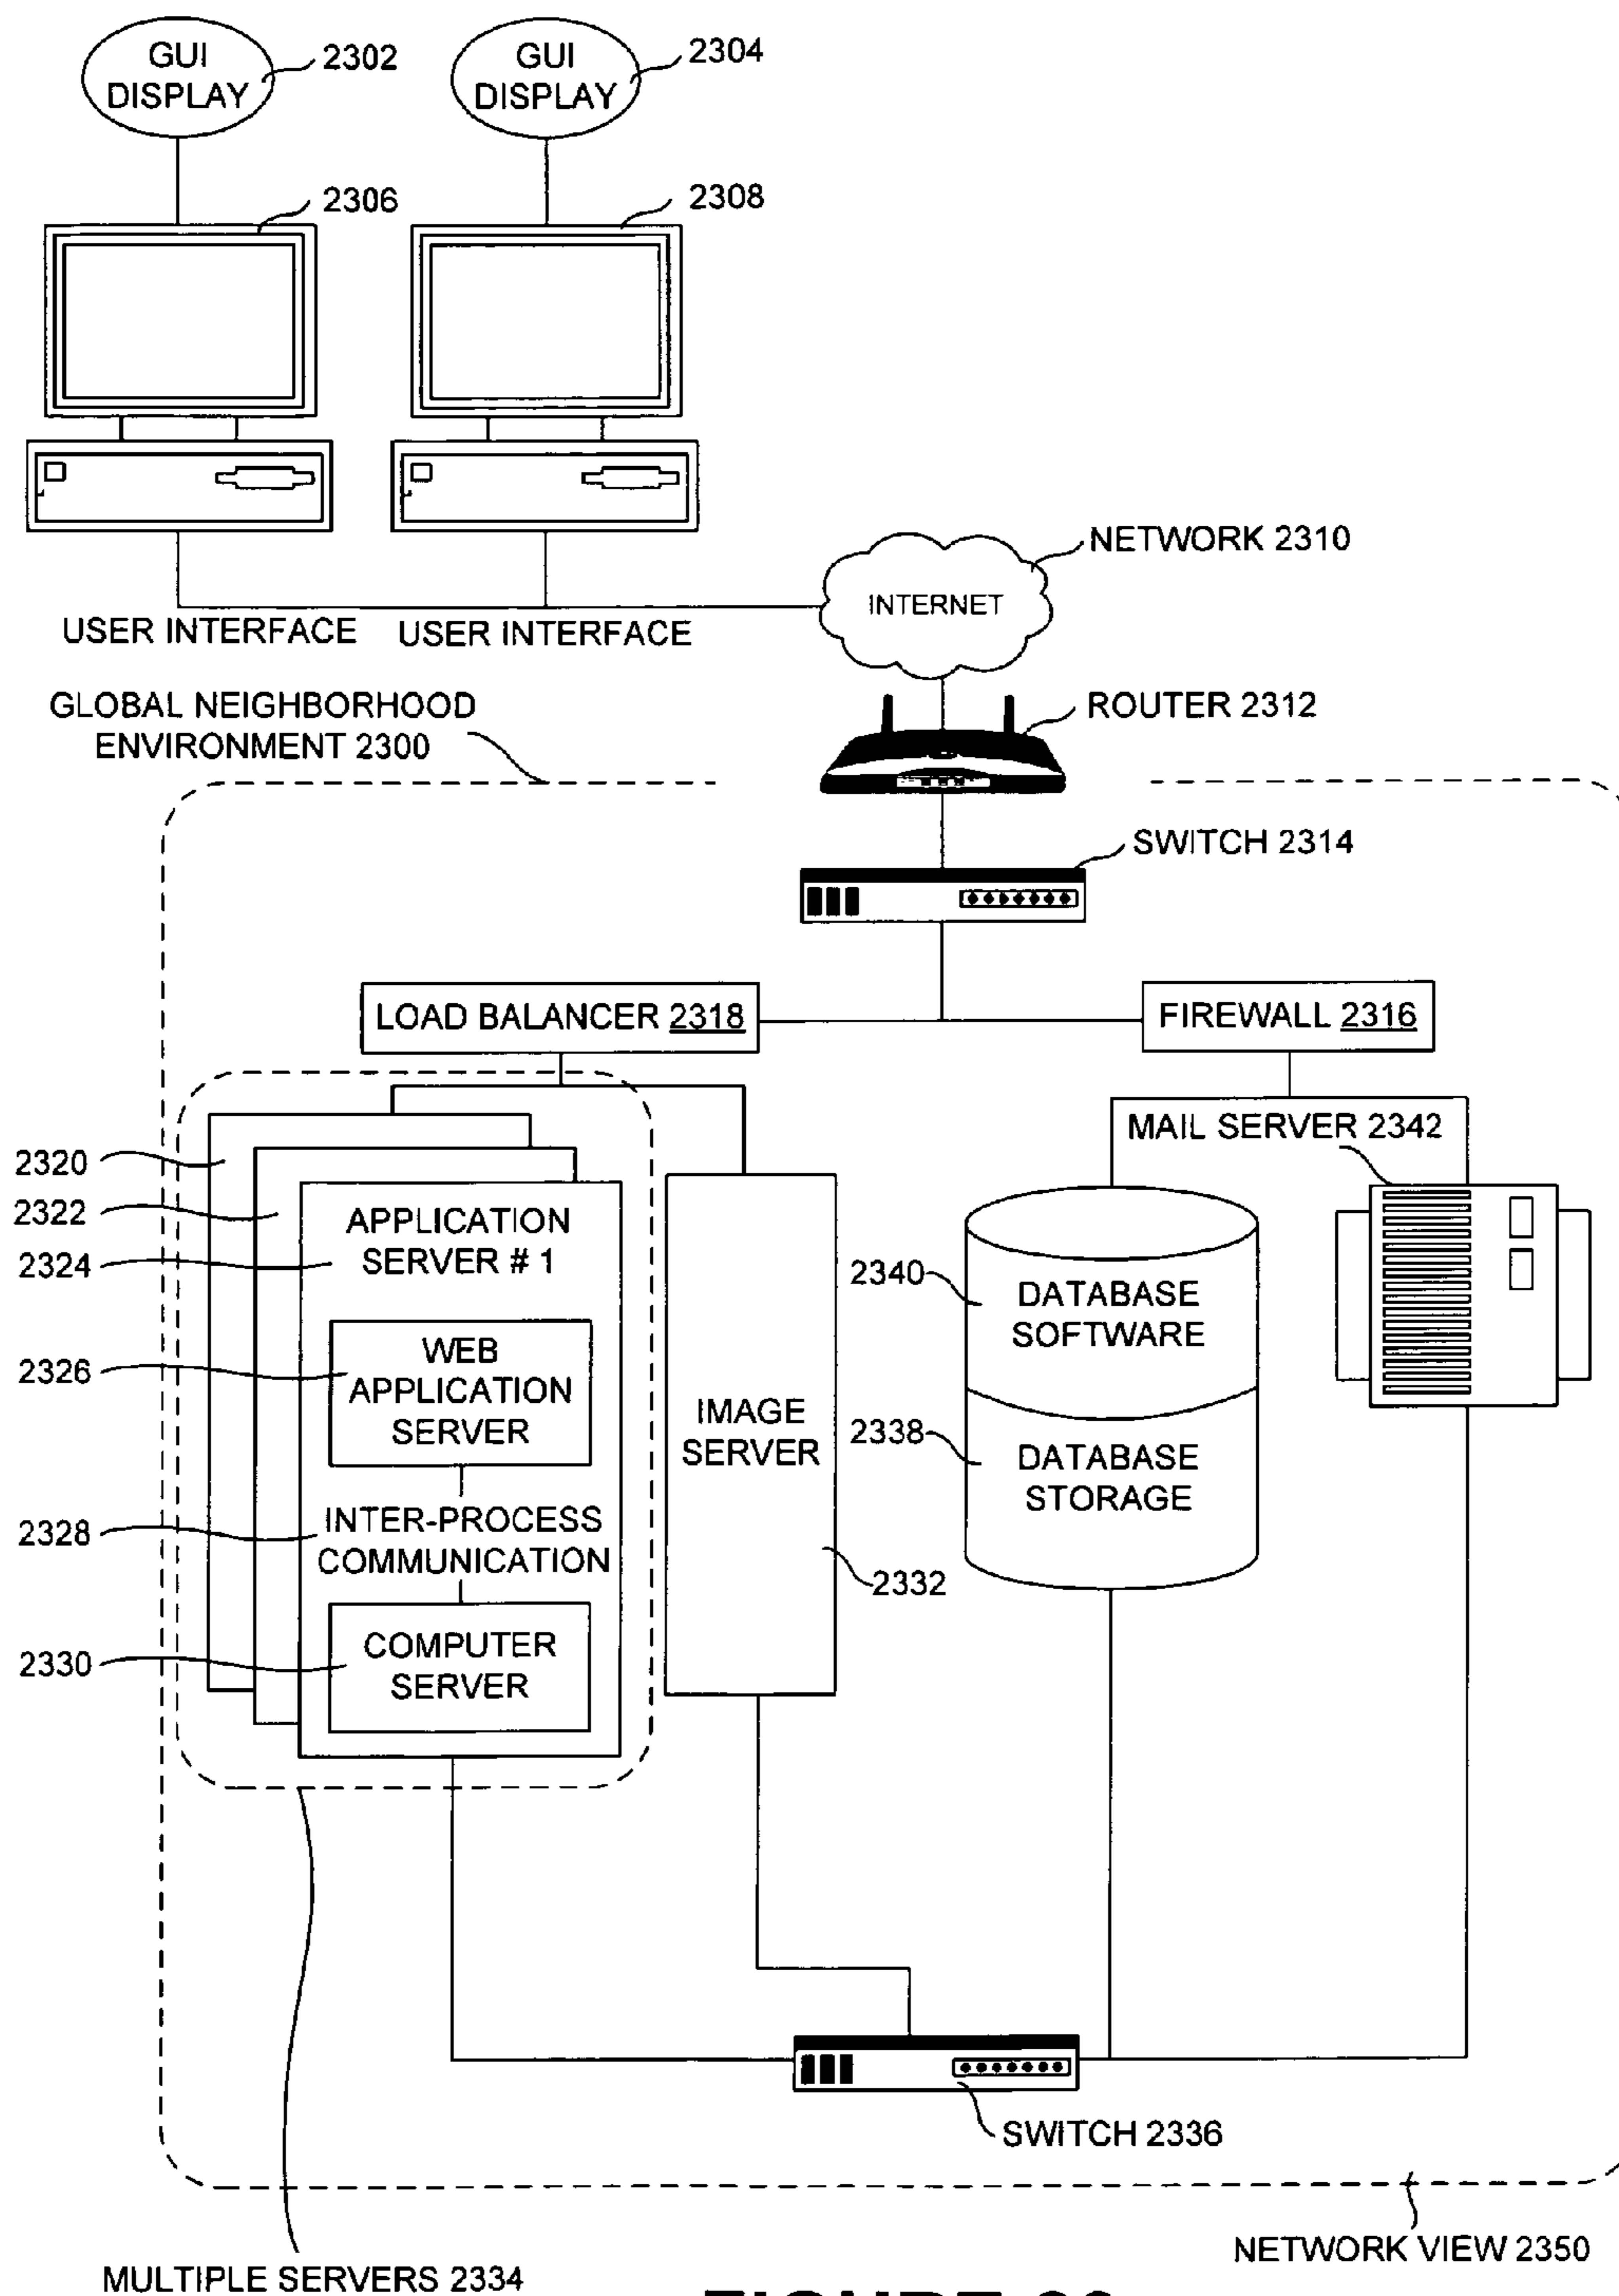 GUI
DISPLAY
2302
GUI
DISPLAY
2304
2306
2308
NETWORK 2310
INTERNET
USER INTERFACE
USER INTERFACE
GLOBAL NEIGHBORHOOD
ENVIRONMENT 2300
ROUTER 2312
SWITCH 2314
LOAD BALANCER 2318
FIREWALL 2316
MAIL SERVER 2342
2320
2322
2324
APPLICATION
SERVER # 1
2326
WEB
APPLICATION
SERVER
2328
INTER-PROCESS
COMMUNICATION
2330
COMPUTER
SERVER
IMAGE
SERVER
2332
2340
DATABASE
SOFTWARE
2338
DATABASE
STORAGE
SWITCH 2336
NETWORK VIEW 2350
MULTIPLE SERVERS 2334